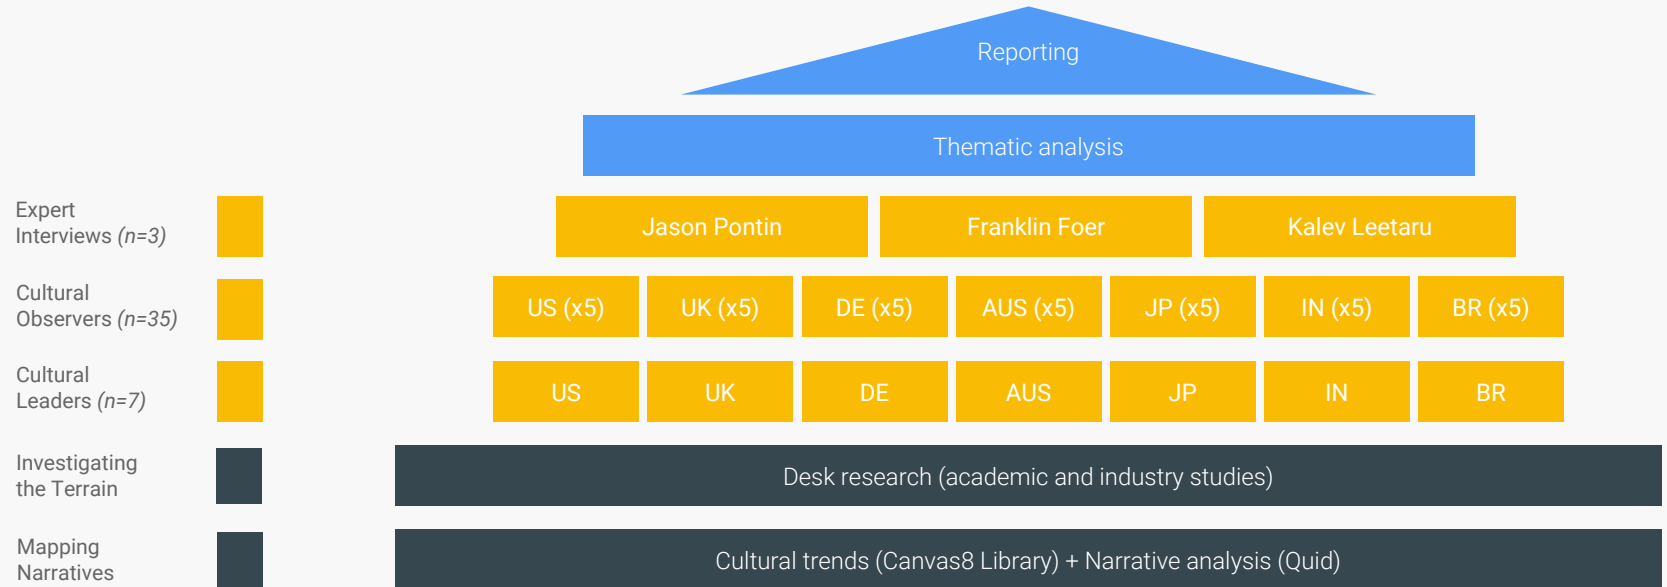 Reporting
Thematic analysis
Expert
Interviews (n=3)
Jason Pontin
Franklin Foer
Kalev Leetaru
Cultural
Observers (n=35)
US (x5)
UK (x5)
DE (x5)
AUS (x5)
JP (x5)
IN (x5)
BR (x5)
Cultural
Leaders (n=7)
US
UK
DE
AUS
JP
IN
BR
Investigating
the Terrain
Desk research (academic and industry studies)
Mapping
Narratives
Cultural trends (Canvas8 Library) + Narrative analysis (Quid)